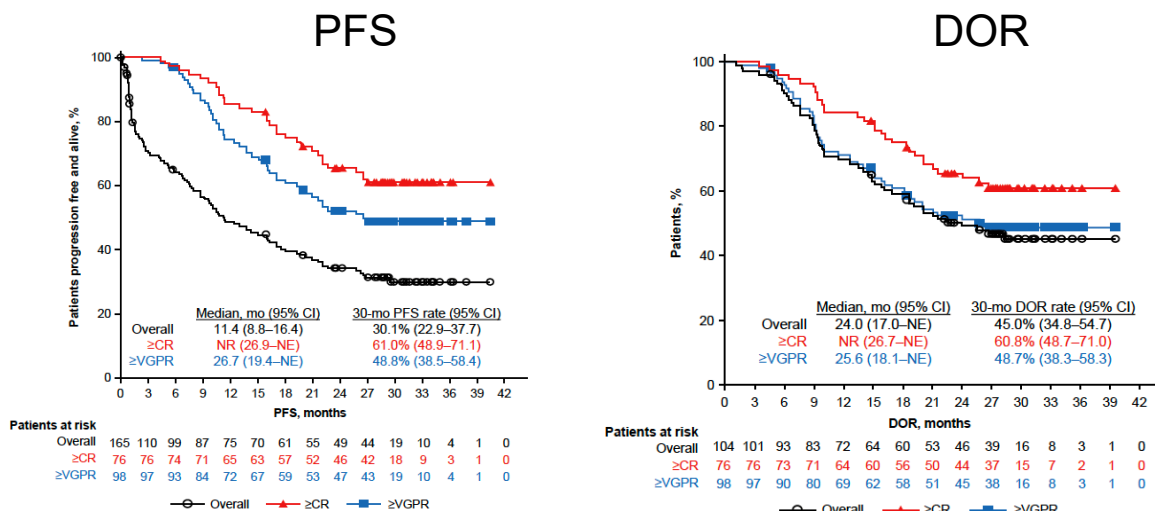 PFS
DOR
Patients progression free and alive, %
100
80
60
40
20
0
Median, mo (95% CI) 30-mo PFS rate (95% CI)
Overall 11.4 (8.8–16.4) 30.1% (22.9–37.7)
≥CR NR (26.9–NE) 61.0% (48.9–71.1)
≥VGPR 26.7 (19.4–NE) 48.8% (38.5–58.4)
0 3 6 9 12 15 18 21 24 27 30 33 36 39 42
PFS, months
Patients at risk
Overall 165 110 99 87 75 70 61 55 49 44 19 10 4 1 0
≥CR 76 76 74 71 65 63 57 52 46 42 18 9 3 1 0
≥VGPR 98 97 93 84 72 67 59 53 47 43 19 10 4 1 0
Overall ≥CR ≥VGPR
Patients, %
100
80
60
40
20
0
Median, mo (95% CI) 30-mo DOR rate (95% CI)
Overall 24.0 (17.0–NE) 45.0% (34.8–54.7)
≥CR NR (26.7–NE) 60.8% (48.7–71.0)
≥VGPR 25.6 (18.1–NE) 48.7% (38.3–58.3)
0 3 6 9 12 15 18 21 24 27 30 33 36 39 42
DOR, months
Patients at risk
Overall 104 101 93 83 72 64 60 53 46 39 16 8 3 1 0
≥CR 76 76 73 71 64 60 56 50 44 37 15 7 2 1 0
≥VGPR 98 97 90 80 69 62 58 51 45 38 16 8 3 1 0
Overall ≥CR ≥VGPR